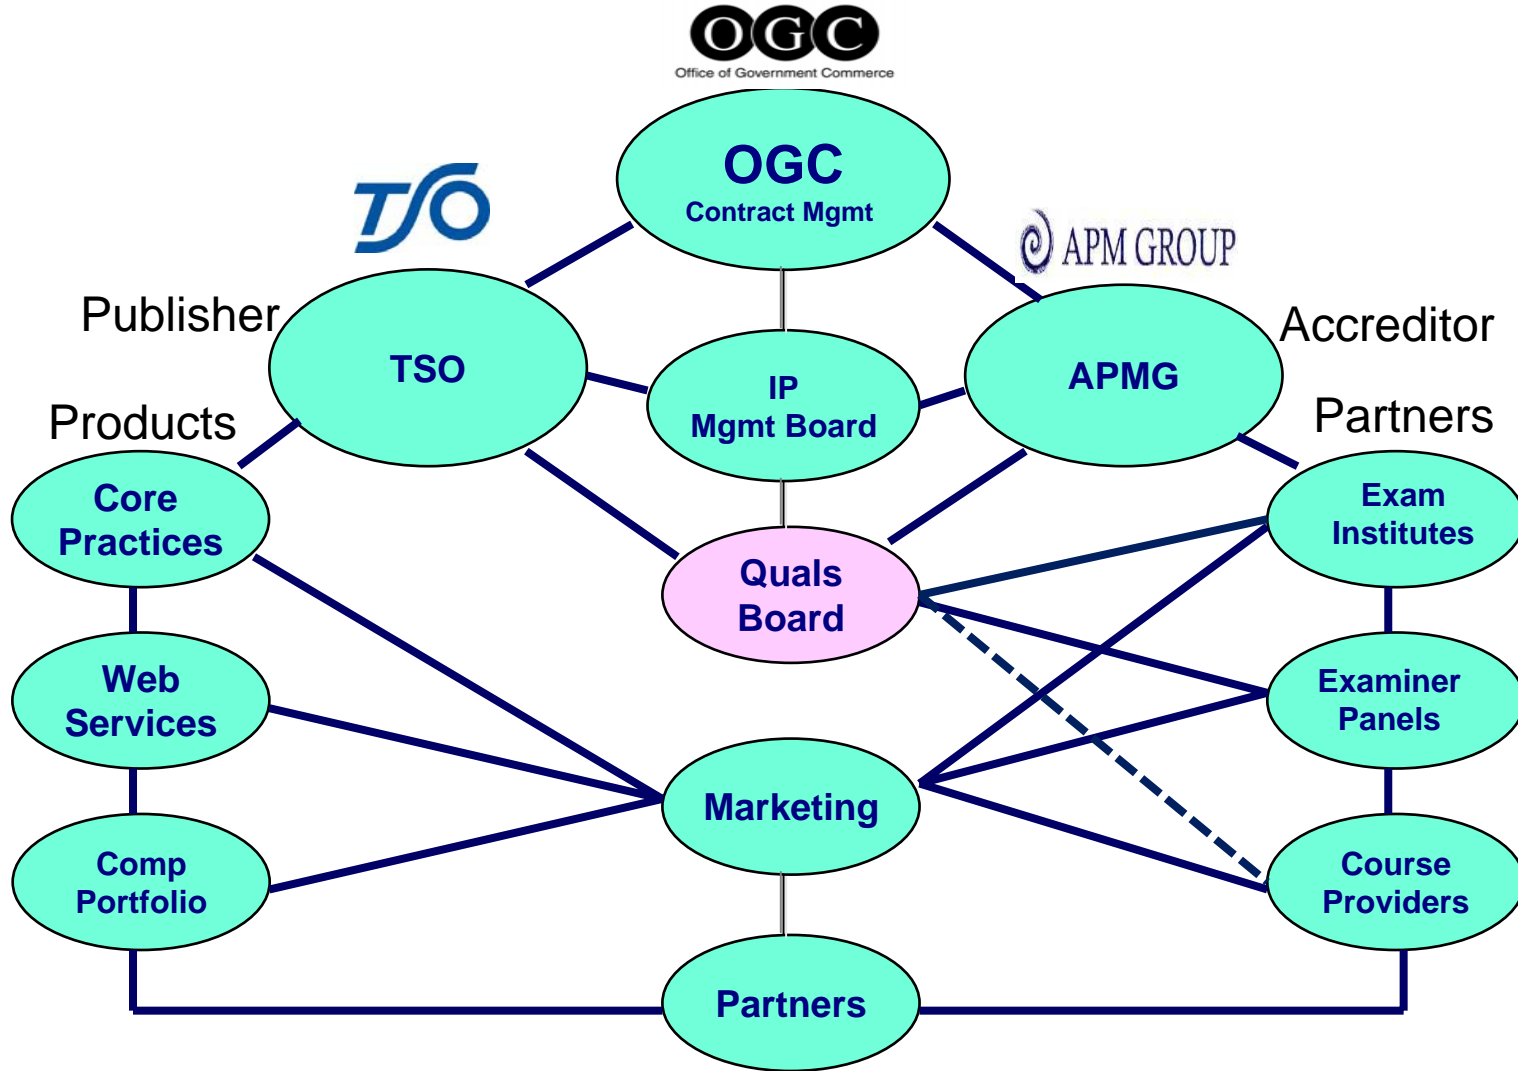 OGC
Office of Government Commerce
OGC
Contract Mgmt
TSO
APM GROUP
Publisher
Accreditor
TSO
IP
Mgmt Board
APMG
Products
Partners
Core
Practices
Exam
Institutes
Quals
Board
Web
Services
Examiner
Panels
Marketing
Comp
Portfolio
Course
Providers
Partners